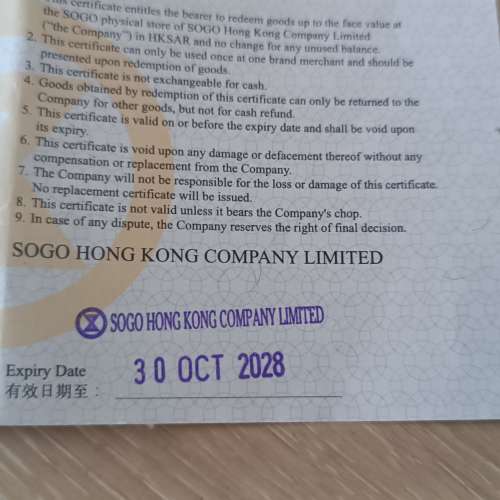 This certificate entitles the bearer to redeem goods up to the face value at
the SOGO physical store of SOGO Hong Kong Company Limited
("the Company") in HKSAR and no change for any unused balance.
2. This certificate can only be used once at one brand merchant and should be
presented upon redemption of goods.
3. This certificate is not exchangeable for cash.
4. Goods obtained by redemption of this certificate can only be returned to the
Company for other goods, but not for cash refund.
5. This certificate is valid on or before the expiry date and shall be void upon
its expiry.
6. This certificate is void upon any damage or defacement thereof without any
compensation or replacement from the Company.
7. The Company will not be responsible for the loss or damage of this certificate.
No replacement certificate will be issued.
8. This certificate is not valid unless it bears the Company's chop.
9. In case of any dispute, the Company reserves the right of final decision.
SOGO HONG KONG COMPANY LIMITED
SOGO HONG KONG COMPANY LIMITED
Expiry Date 30 OCT 2028
有效日期至：